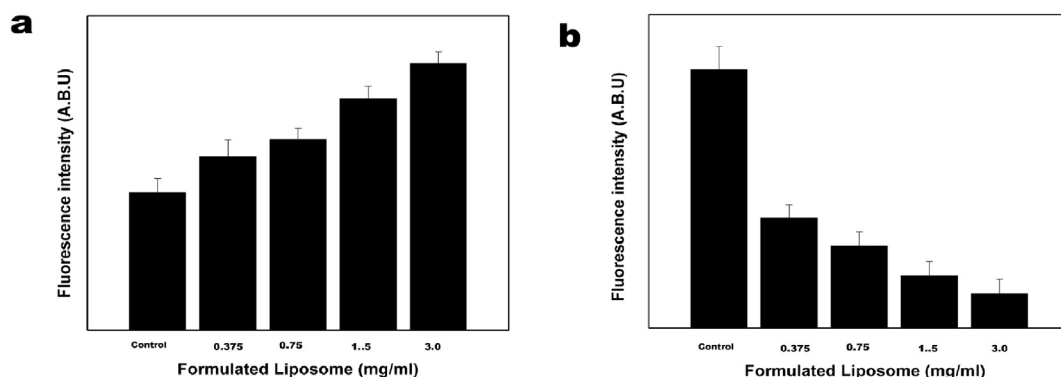 a
Fluorescence intensity (A.B.U)
Control 0.375 0.75 1..5 3.0
Formulated Liposome (mg/ml)
b
Fluorescence intensity (A.B.U)
Control 0.375 0.75 1..5 3.0
Formulated Liposome (mg/ml)